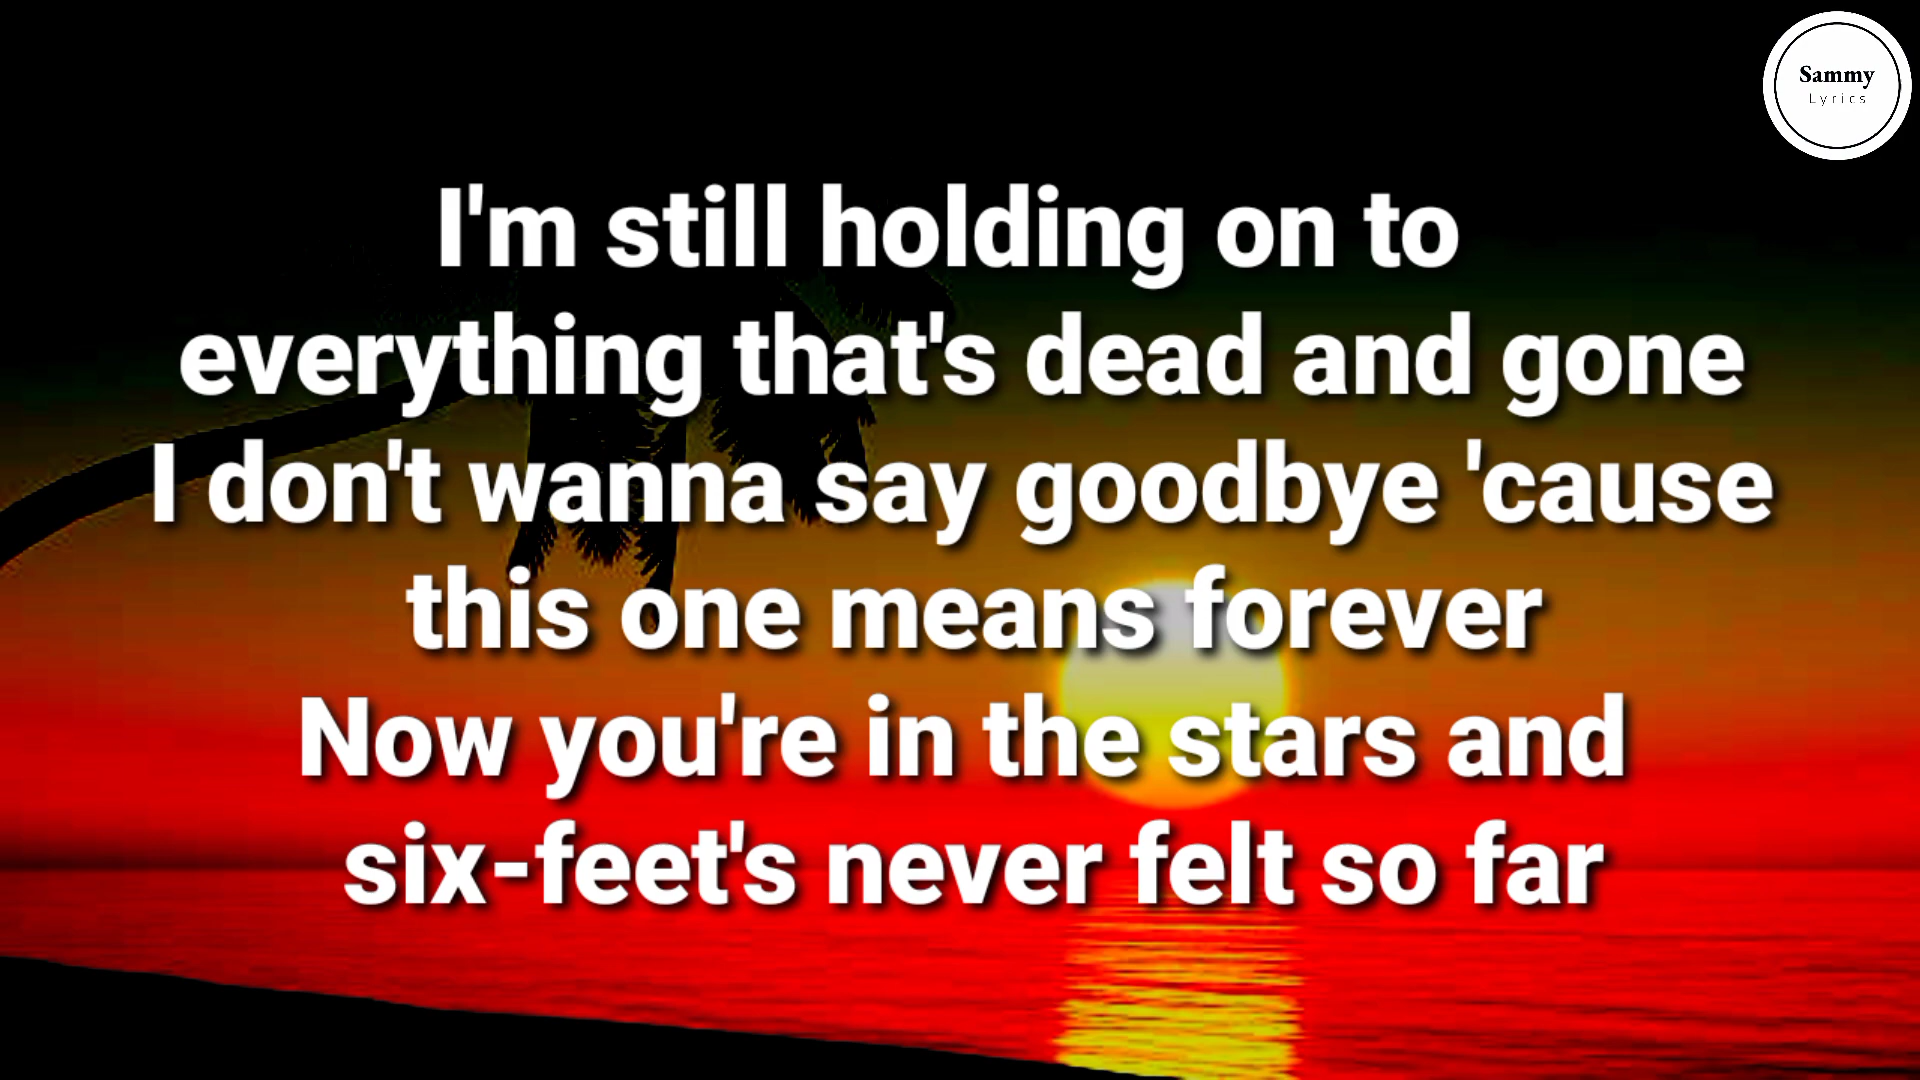 Sammy
Lyrics
I'm still holding on to
everything that's dead and gone
I don't wanna say goodbye 'cause
this one means forever
Now you're in the stars and
six-feet's never felt so far